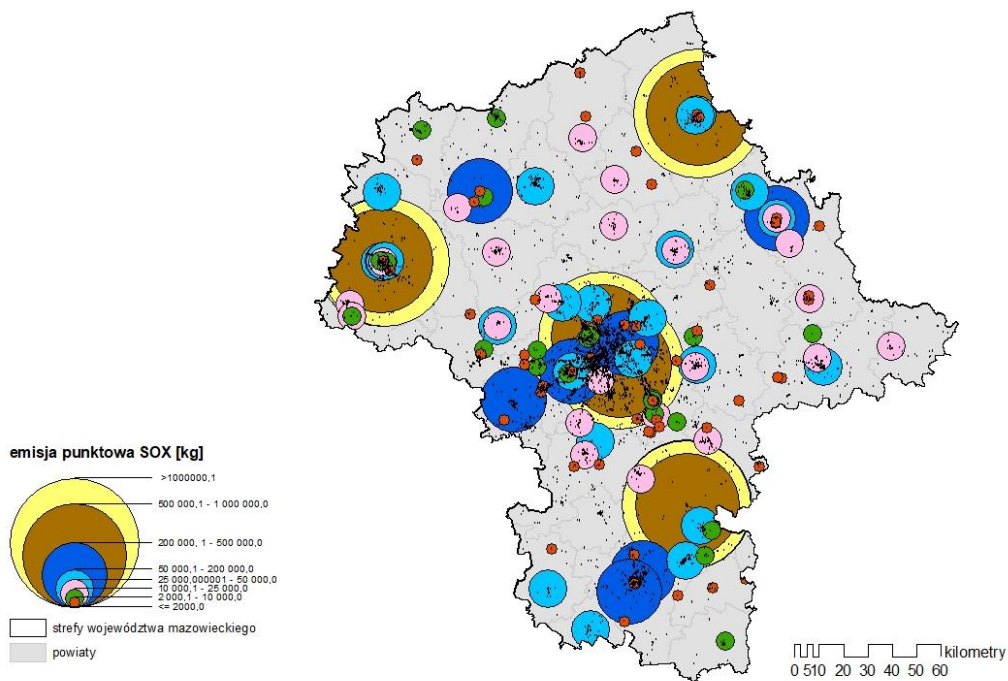 emisja punktowa SOX [kg]
>1000000,1
500 000,1 - 1 000 000,0
200 000, 1 - 500 000,0
50 000,1 - 200 000,0
25 000,000001 - 50 000,0
10 000,1 - 25 000,0
2 000,1 - 10 000,0
<= 2000,0
strefy województwa mazowieckiego
powiaty
kilometry
0 5 10 20 30 40 50 60